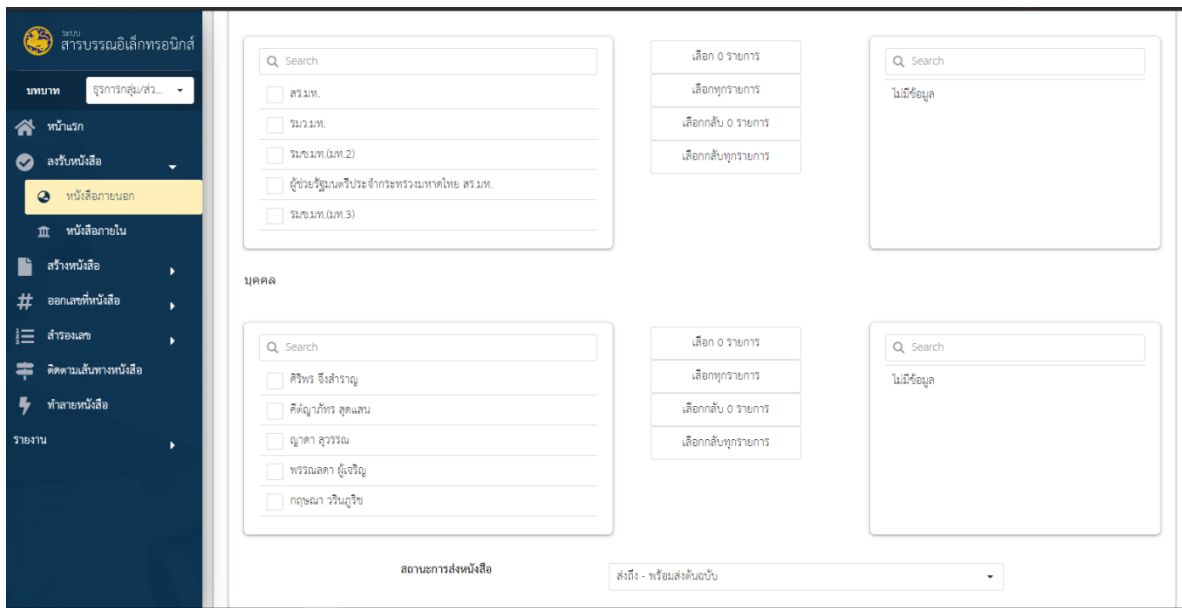 ระบบ
สารบรรณอิเล็กทรอนิกส์
บทบาท
ธุรการกลุ่ม/ส่ว...
หน้าแรก
ลงรับหนังสือ
หนังสือภายนอก
หนังสือภายใน
สร้างหนังสือ
ออกเลขที่หนังสือ
สำรองเลข
ติดตามเส้นทางหนังสือ
ทำลายหนังสือ
รายงาน
Search
สร.มท.
รมว.มท.
รมช.มท.(มท.2)
ผู้ช่วยรัฐมนตรีประจำกระทรวงมหาดไทย สร.มท.
รมช.มท.(มท.3)
เลือก 0 รายการ
เลือกทุกรายการ
เลือกกลับ 0 รายการ
เลือกกลับทุกรายการ
Search
ไม่มีข้อมูล
บุคคล
Search
ศิริพร จึงสำราญ
คิตญาภัทร สุดแสน
ญาดา สุวรรณ
พรรณลดา ผู้เจริญ
กฤษณา วรินภูริช
เลือก 0 รายการ
เลือกทุกรายการ
เลือกกลับ 0 รายการ
เลือกกลับทุกรายการ
Search
ไม่มีข้อมูล
สถานะการส่งหนังสือ
ส่งถึง - พร้อมส่งต้นฉบับ